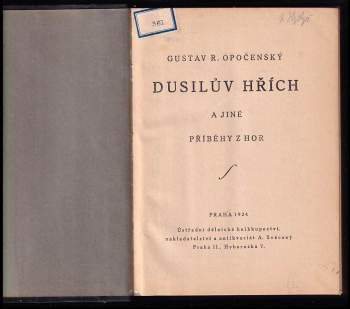 GUSTAV R. OPOČENSKÝ
DUSILŮV HŘÍCH
A JINÉ
PŘÍBĚHY Z HOR
PRAHA 1924
Ústřední dělnické knihkupectví,
nakladatelství a antikvariát A. Svěcený
Praha II., Hybernská 7.